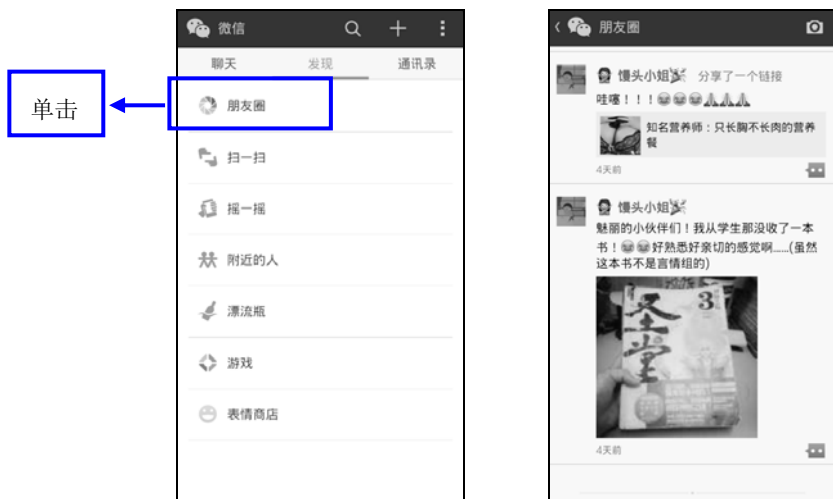 单击
微信
聊天 发现 通讯录
朋友圈
扫一扫
摇一摇
附近的人
漂流瓶
游戏
表情商店
朋友圈
馒头小姐 分享了一个链接
哇噻！！！
知名营养师：只长胸不长肉的营养
餐
4天前
馒头小姐
魅丽的小伙伴们！我从学生那没收了一本
书！好熟悉好亲切的感觉啊……(虽然
这本书不是言情组的)
圣堂
3
4天前